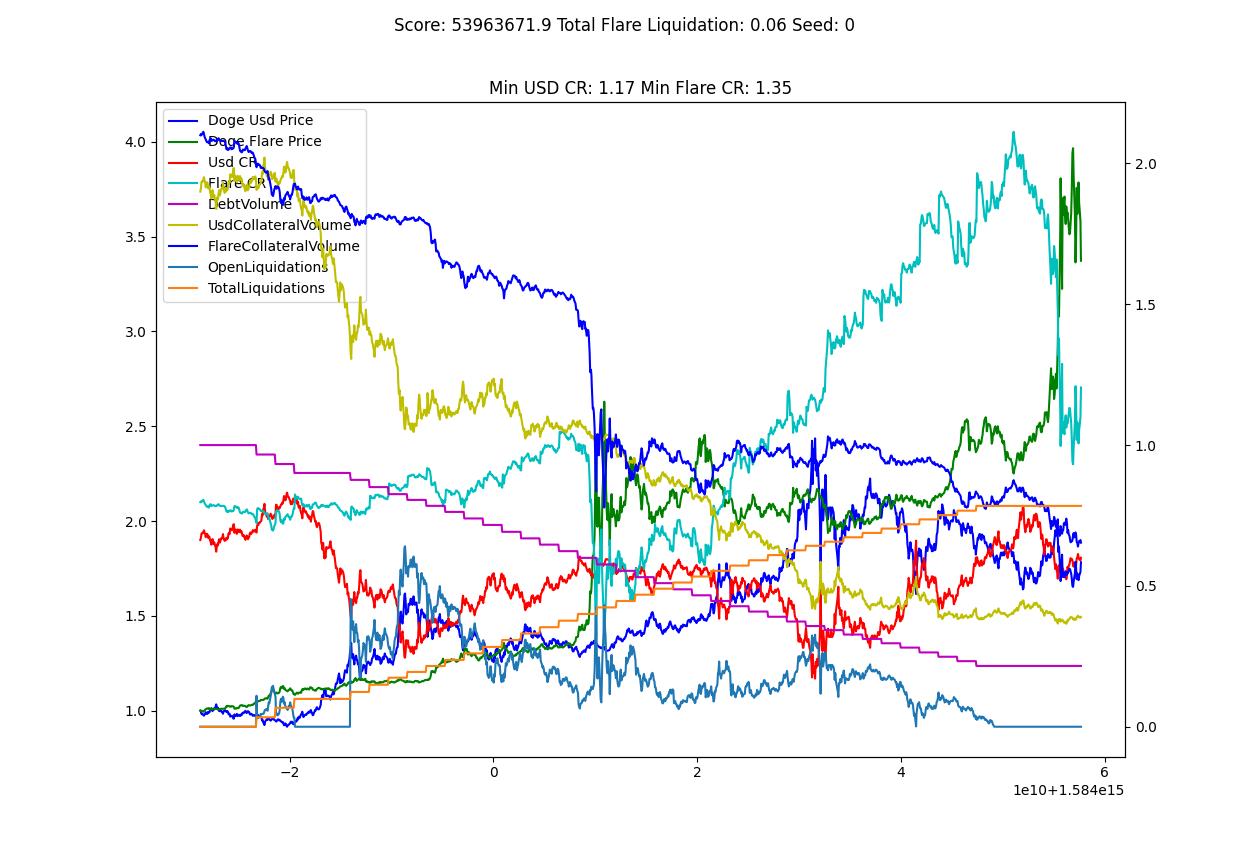 Score: 53963671.9 Total Flare Liquidation: 0.06 Seed: 0
Min USD CR: 1.17 Min Flare CR: 1.35
Doge Usd Price
Doge Flare Price
Usd CR
Flare CR
DebtVolume
UsdCollateralVolume
FlareCollateralVolume
OpenLiquidations
TotalLiquidations
4.0
3.5
3.0
2.5
2.0
1.5
1.0
2.0
1.5
1.0
0.5
0.0
−2
0
2
4
6
1e10+1.584e15